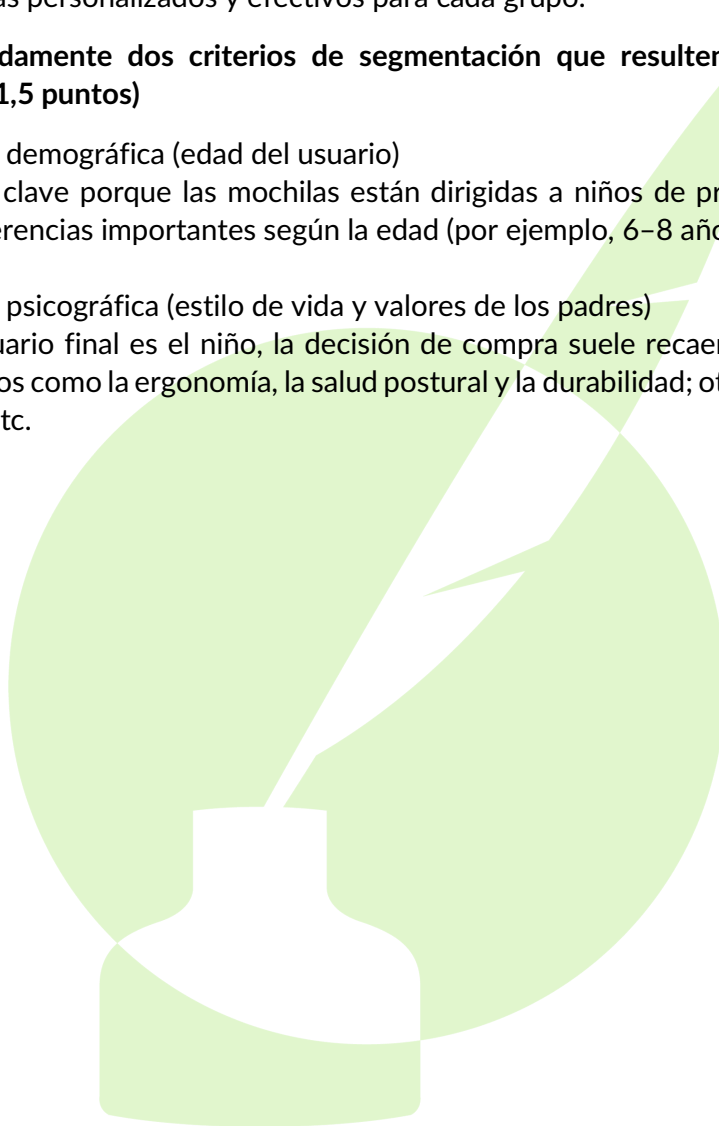 as personalizados y efectivos para cada grupo.
damente dos criterios de segmentación que resulten
1,5 puntos)
demográfica (edad del usuario)
clave porque las mochilas están dirigidas a niños de pr
erencias importantes según la edad (por ejemplo, 6–8 año
psicográfica (estilo de vida y valores de los padres)
uario final es el niño, la decisión de compra suele recaer
os como la ergonomía, la salud postural y la durabilidad; ot
tc.